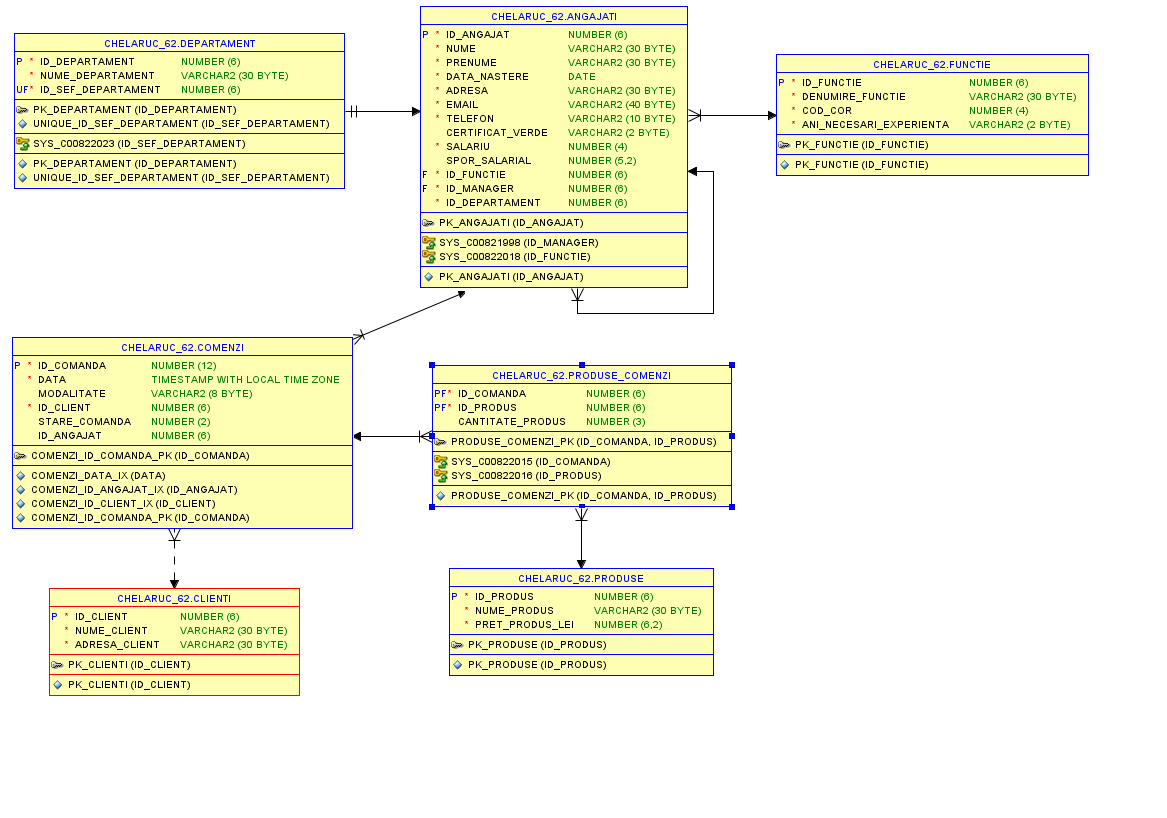 CHELARUC_62.DEPARTAMENT
P * ID_DEPARTAMENT NUMBER (6)
* NUME_DEPARTAMENT VARCHAR2 (30 BYTE)
UF* ID_SEF_DEPARTAMENT NUMBER (6)
PK_DEPARTAMENT (ID_DEPARTAMENT)
UNIQUE_ID_SEF_DEPARTAMENT (ID_SEF_DEPARTAMENT)
SYS_C00822023 (ID_SEF_DEPARTAMENT)
PK_DEPARTAMENT (ID_DEPARTAMENT)
UNIQUE_ID_SEF_DEPARTAMENT (ID_SEF_DEPARTAMENT)
CHELARUC_62.ANGAJATI
P * ID_ANGAJAT NUMBER (6)
* NUME VARCHAR2 (30 BYTE)
* PRENUME VARCHAR2 (30 BYTE)
* DATA_NASTERE DATE
* ADRESA VARCHAR2 (30 BYTE)
* EMAIL VARCHAR2 (40 BYTE)
* TELEFON VARCHAR2 (10 BYTE)
CERTIFICAT_VERDE VARCHAR2 (2 BYTE)
* SALARIU NUMBER (4)
SPOR_SALARIAL NUMBER (5,2)
F * ID_FUNCTIE NUMBER (6)
F * ID_MANAGER NUMBER (6)
* ID_DEPARTAMENT NUMBER (6)
PK_ANGAJATI (ID_ANGAJAT)
SYS_C00821998 (ID_MANAGER)
SYS_C00822018 (ID_FUNCTIE)
PK_ANGAJATI (ID_ANGAJAT)
CHELARUC_62.FUNCTIE
P * ID_FUNCTIE NUMBER (6)
* DENUMIRE_FUNCTIE VARCHAR2 (30 BYTE)
* COD_COR NUMBER (4)
* ANI_NECESARI_EXPERIENTA VARCHAR2 (2 BYTE)
PK_FUNCTIE (ID_FUNCTIE)
PK_FUNCTIE (ID_FUNCTIE)
CHELARUC_62.COMENZI
P * ID_COMANDA NUMBER (12)
* DATA TIMESTAMP WITH LOCAL TIME ZONE
MODALITATE VARCHAR2 (8 BYTE)
* ID_CLIENT NUMBER (6)
STARE_COMANDA NUMBER (2)
ID_ANGAJAT NUMBER (6)
COMENZI_ID_COMANDA_PK (ID_COMANDA)
COMENZI_DATA_IX (DATA)
COMENZI_ID_ANGAJAT_IX (ID_ANGAJAT)
COMENZI_ID_CLIENT_IX (ID_CLIENT)
COMENZI_ID_COMANDA_PK (ID_COMANDA)
CHELARUC_62.PRODUSE_COMENZI
PF* ID_COMANDA NUMBER (6)
PF* ID_PRODUS NUMBER (6)
CANTITATE_PRODUS NUMBER (3)
PRODUSE_COMENZI_PK (ID_COMANDA, ID_PRODUS)
SYS_C00822015 (ID_COMANDA)
SYS_C00822016 (ID_PRODUS)
PRODUSE_COMENZI_PK (ID_COMANDA, ID_PRODUS)
CHELARUC_62.CLIENTI
P * ID_CLIENT NUMBER (6)
* NUME_CLIENT VARCHAR2 (30 BYTE)
* ADRESA_CLIENT VARCHAR2 (30 BYTE)
PK_CLIENTI (ID_CLIENT)
PK_CLIENTI (ID_CLIENT)
CHELARUC_62.PRODUSE
P * ID_PRODUS NUMBER (6)
* NUME_PRODUS VARCHAR2 (30 BYTE)
* PRET_PRODUS_LEI NUMBER (6,2)
PK_PRODUSE (ID_PRODUS)
PK_PRODUSE (ID_PRODUS)